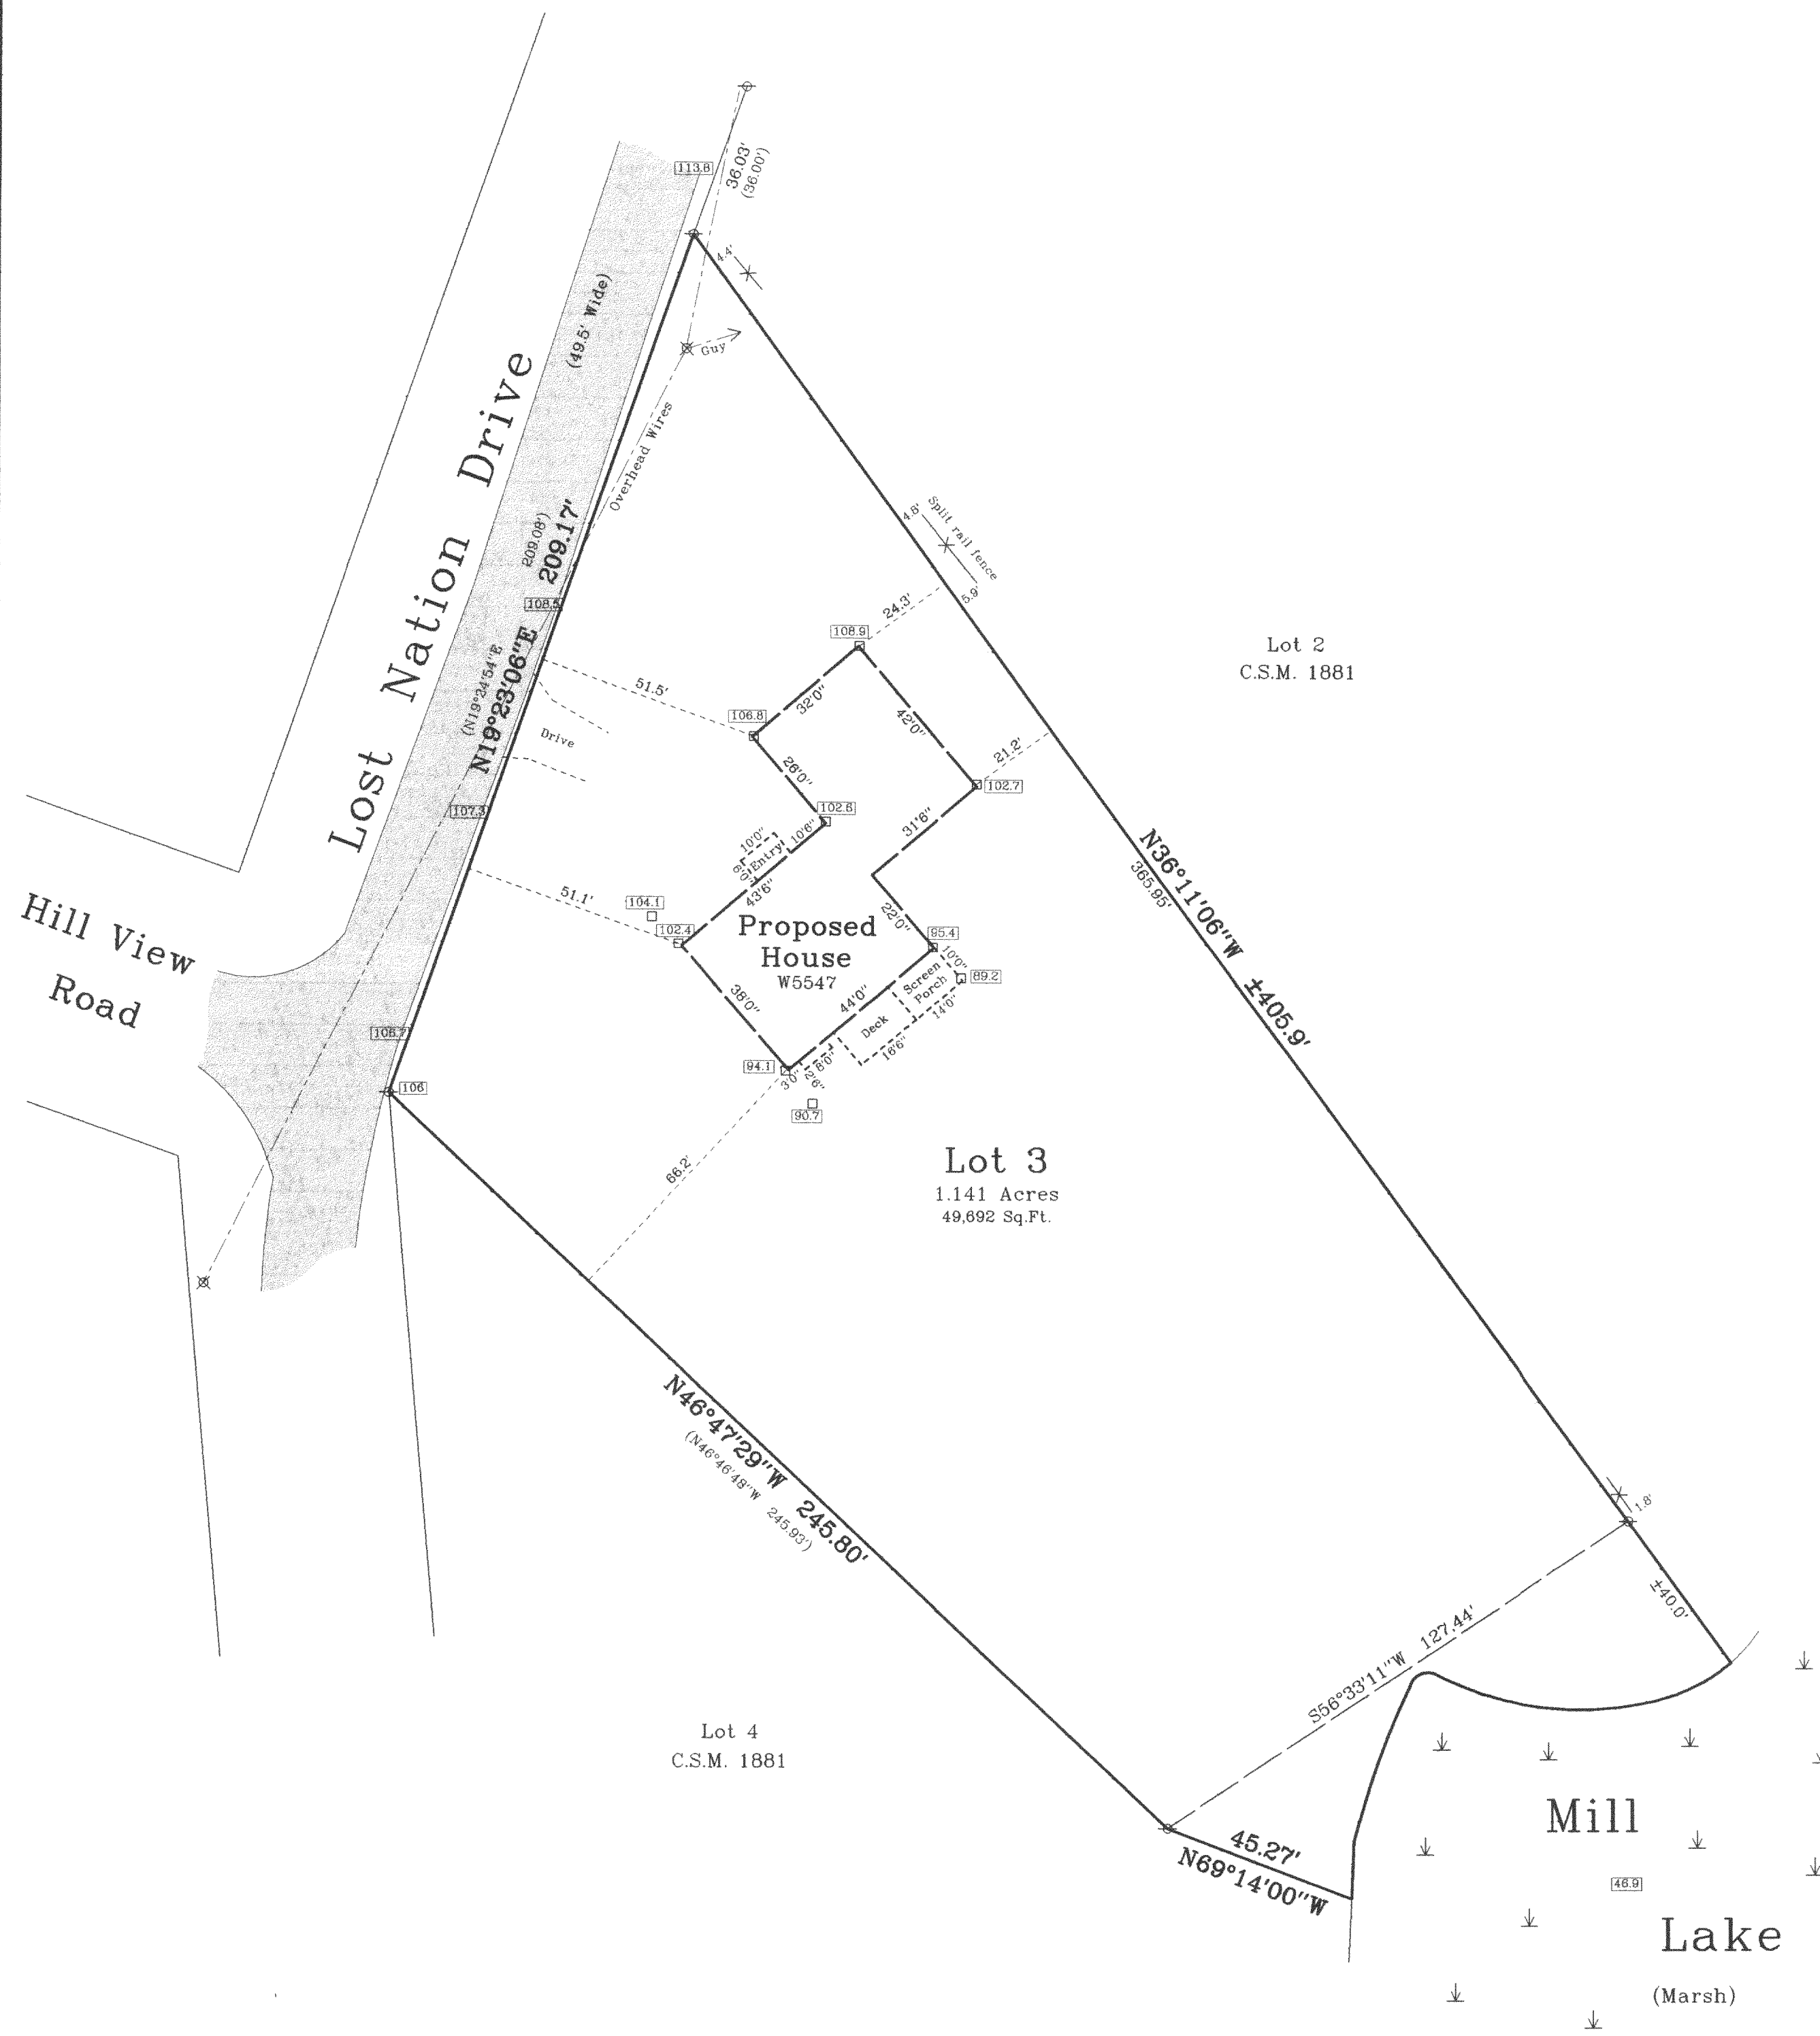 113.8
36.03'
(36.00')
4.4'
(49.5' Wide)
Guy
Overhead Wires
Lost Nation Drive
209.08')
209.17'
4.8'
Split rail fence
5.9'
108.5
(N19°24'54"E
N19°23'06"E
24.3'
108.9
Lot 2
C.S.M. 1881
51.5'
32'0"
106.8
42'0"
Drive
26'0"
21.2'
102.7
107.3
102.6
31'6"
10'0"
10'6"
6'0"
Entry
43'6"
N36°11'06"W ±405.9'
365.95'
51.1'
104.1
102.4
22'0"
Hill View
Road
Proposed
House
W5547
95.4
10'0"
89.2
Screen
Porch
38'0"
44'0"
14'0"
Deck
16'6"
94.1
3'0"
2'6"
8'0"
90.7
106
66.2'
Lot 3
1.141 Acres
49,692 Sq.Ft.
N46°47'29"W 245.80'
(N46°46'48"W 245.93')
1.8'
±40.0'
S56°33'11"W 127.44'
Lot 4
C.S.M. 1881
45.27'
N69°14'00"W
Mill
46.9
Lake
(Marsh)